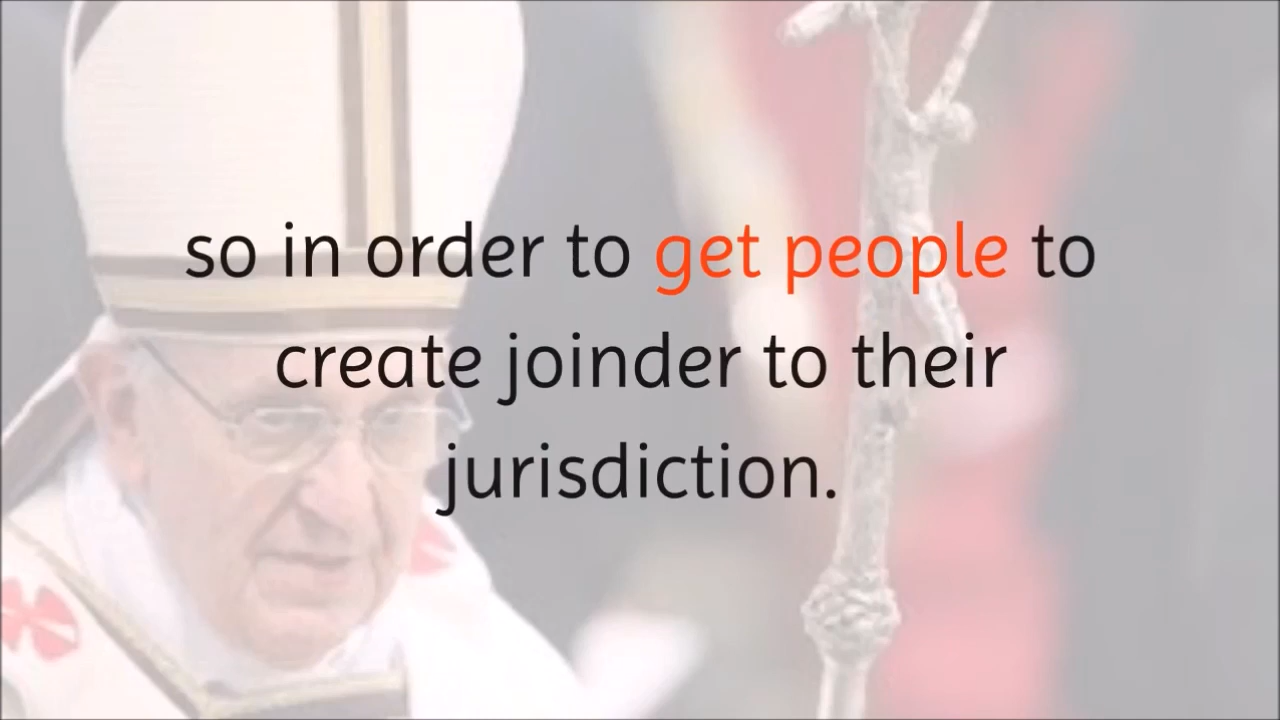 so in order to get people to
create joinder to their
jurisdiction.